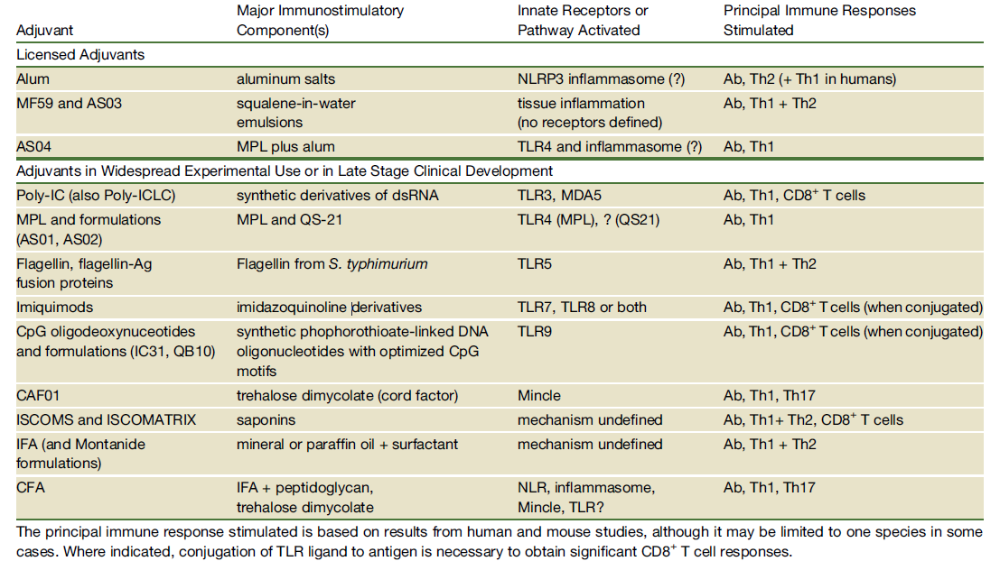 Adjuvant Major Immunostimulatory Component(s) Innate Receptors or Pathway Activated Principal Immune Responses Stimulated
Licensed Adjuvants
Alum aluminum salts NLRP3 inflammasome (?) Ab, Th2 (+ Th1 in humans)
MF59 and AS03 squalene-in-water emulsions tissue inflammation (no receptors defined) Ab, Th1 + Th2
AS04 MPL plus alum TLR4 and inflammasome (?) Ab, Th1
Adjuvants in Widespread Experimental Use or in Late Stage Clinical Development
Poly-IC (also Poly-ICLC) synthetic derivatives of dsRNA TLR3, MDA5 Ab, Th1, CD8+ T cells
MPL and formulations (AS01, AS02) MPL and QS-21 TLR4 (MPL), ? (QS21) Ab, Th1
Flagellin, flagellin-Ag fusion proteins Flagellin from S. typhimurium TLR5 Ab, Th1 + Th2
Imiquimods imidazoquinoline derivatives TLR7, TLR8 or both Ab, Th1, CD8+ T cells (when conjugated)
CpG oligodeoxynuceotides and formulations (IC31, QB10) synthetic phophorothioate-linked DNA oligonucleotides with optimized CpG motifs TLR9 Ab, Th1, CD8+ T cells (when conjugated)
CAF01 trehalose dimycolate (cord factor) Mincle Ab, Th1, Th17
ISCOMS and ISCOMATRIX saponins mechanism undefined Ab, Th1+ Th2, CD8+ T cells
IFA (and Montanide formulations) mineral or paraffin oil + surfactant mechanism undefined Ab, Th1 + Th2
CFA IFA + peptidoglycan, trehalose dimycolate NLR, inflammasome, Mincle, TLR? Ab, Th1, Th17
The principal immune response stimulated is based on results from human and mouse studies, although it may be limited to one species in some
cases. Where indicated, conjugation of TLR ligand to antigen is necessary to obtain significant CD8+ T cell responses.